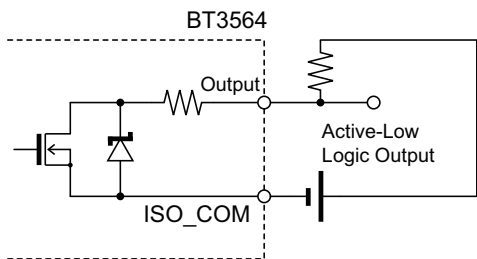 BT3564
Output
Active-Low
Logic Output
ISO_COM